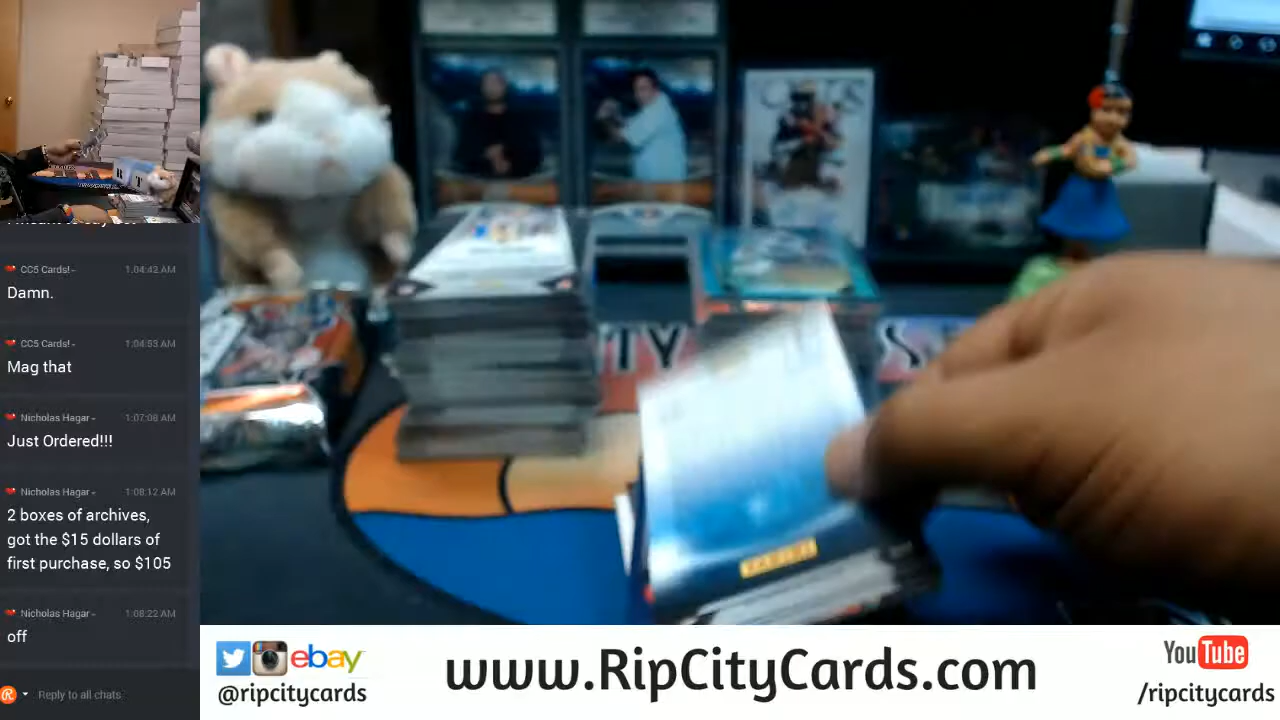 CC5 Cards!
1:04:42 AM
Damn.
CC5 Cards!
1:04:53 AM
Mag that
Nicholas Hagar
1:07:08 AM
Just Ordered!!!
Nicholas Hagar
1:08:12 AM
2 boxes of archives,
got the $15 dollars of
first purchase, so $105
Nicholas Hagar
1:08:22 AM
off
Reply to all chats
PANINI
ebay
@ripcitycards
www.RipCityCards.com
YouTube
/ripcitycards